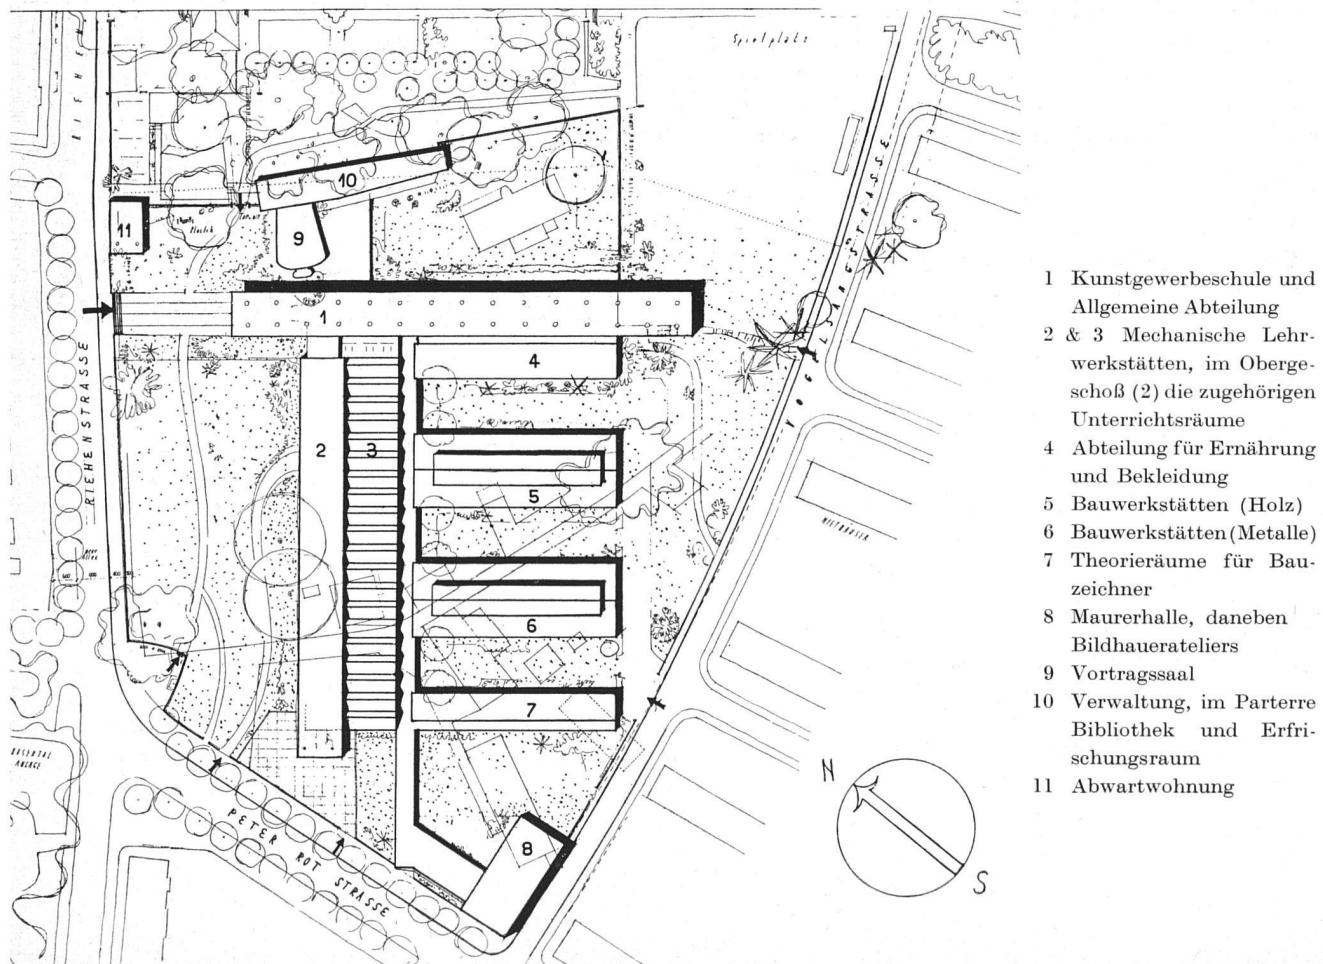 Spielplatz
RIEHEN
RIEHENSTRASSE
VOGELSANGSTRASSE
PETER ROT STRASSE
ROSENTAL
ANLAGE
10
11
9
1
4
2
3
5
6
7
8
N
S
1 Kunstgewerbeschule und
Allgemeine Abteilung
2 & 3 Mechanische Lehr-
werkstätten, im Oberge-
schoß (2) die zugehörigen
Unterrichtsräume
4 Abteilung für Ernährung
und Bekleidung
5 Bauwerkstätten (Holz)
6 Bauwerkstätten (Metalle)
7 Theorieräume für Bau-
zeichner
8 Maurerhalle, daneben
Bildhauerateliers
9 Vortragssaal
10 Verwaltung, im Parterre
Bibliothek und Erfri-
schungsraum
11 Abwartwohnung